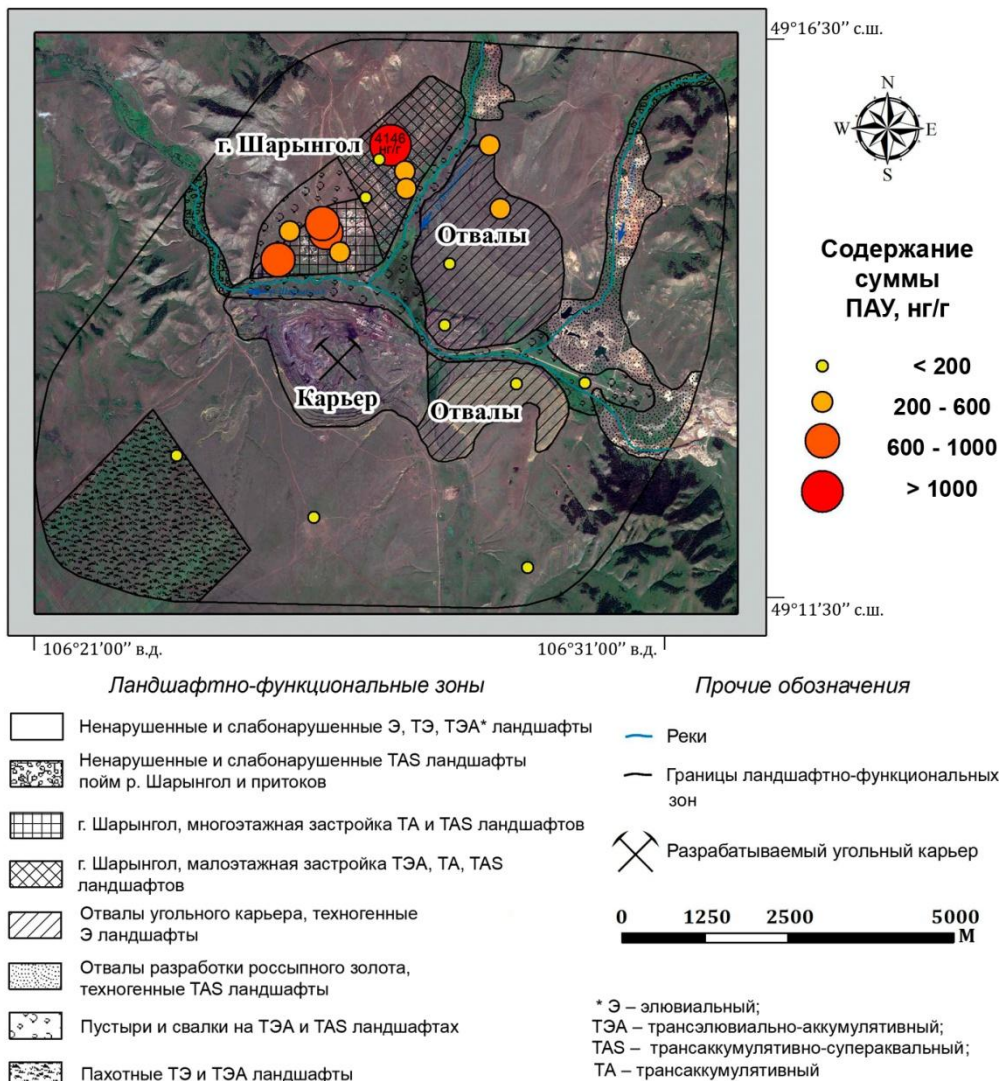 49°16'30'' с.ш.
N
W E
S
4146
нг/г
г. Шарынгол
Отвалы
Карьер
Отвалы
Содержание
суммы
ПАУ, нг/г
< 200
200 - 600
600 - 1000
> 1000
49°11'30'' с.ш.
106°21'00'' в.д.
106°31'00'' в.д.
Ландшафтно-функциональные зоны
Ненарушенные и слабонарушенные Э, ТЭ, ТЭА* ландшафты
Ненарушенные и слабонарушенные TAS ландшафты
пойм р. Шарынгол и притоков
г. Шарынгол, многоэтажная застройка ТА и TAS ландшафтов
г. Шарынгол, малоэтажная застройка ТЭА, ТА, TAS
ландшафтов
Отвалы угольного карьера, техногенные
Э ландшафты
Отвалы разработки россыпного золота,
техногенные TAS ландшафты
Пустыри и свалки на ТЭА и TAS ландшафтах
Пахотные ТЭ и ТЭА ландшафты
Прочие обозначения
Реки
Границы ландшафтно-функциональных
зон
Разрабатываемый угольный карьер
0 1250 2500 5000
М
* Э – элювиальный;
ТЭА – трансэлювиально-аккумулятивный;
TAS – трансаккумулятивно-супераквальный;
ТА – трансаккумулятивный